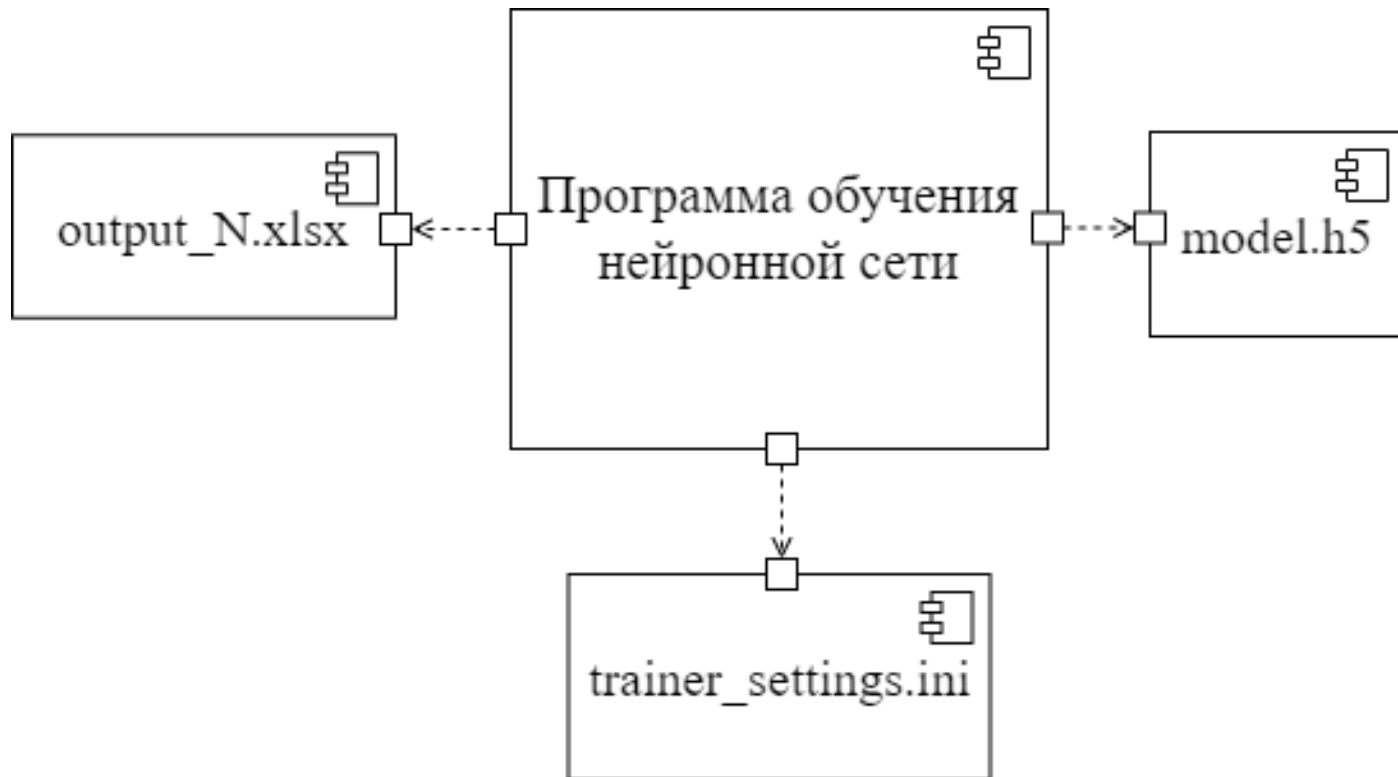 Программа обучения
нейронной сети
output_N.xlsx
model.h5
trainer_settings.ini